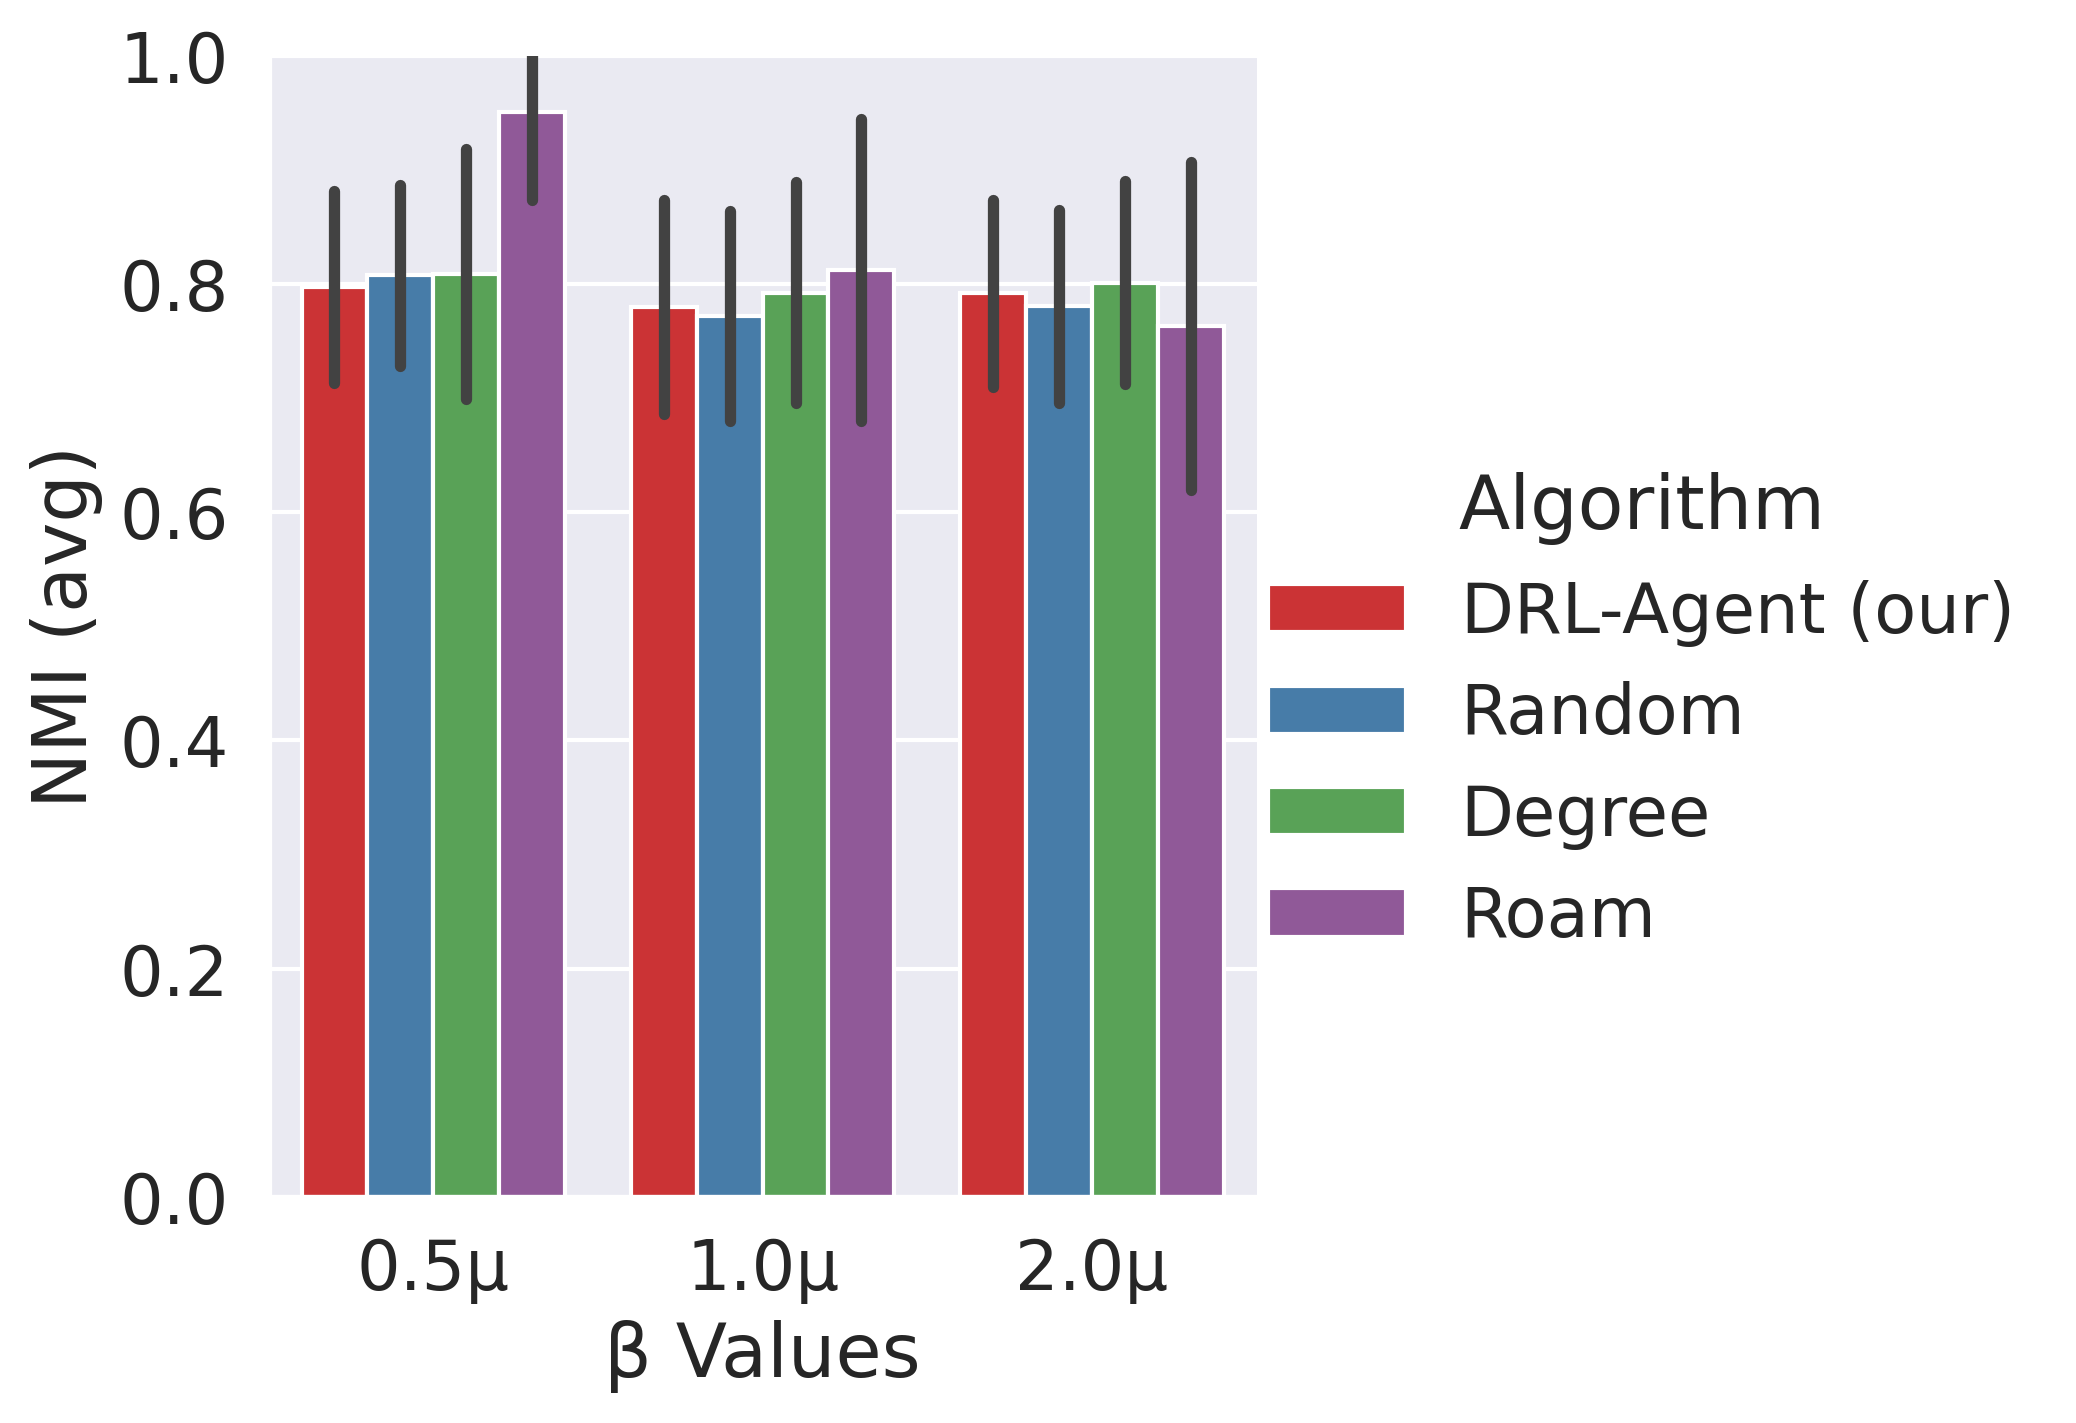 1.0
0.8
0.6
0.4
0.2
0.0
NMI (avg)
0.5μ 1.0μ 2.0μ
β Values
Algorithm
DRL-Agent (our)
Random
Degree
Roam